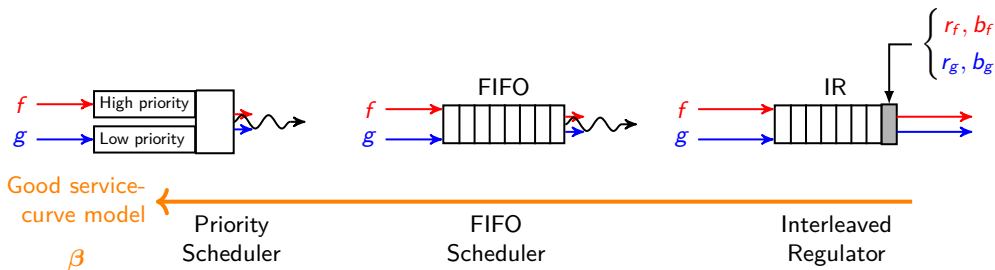 r_f, b_f
r_g, b_g
FIFO
IR
f
High priority
f
f
g
Low priority
g
g
Good service-
curve model
β
Priority
Scheduler
FIFO
Scheduler
Interleaved
Regulator